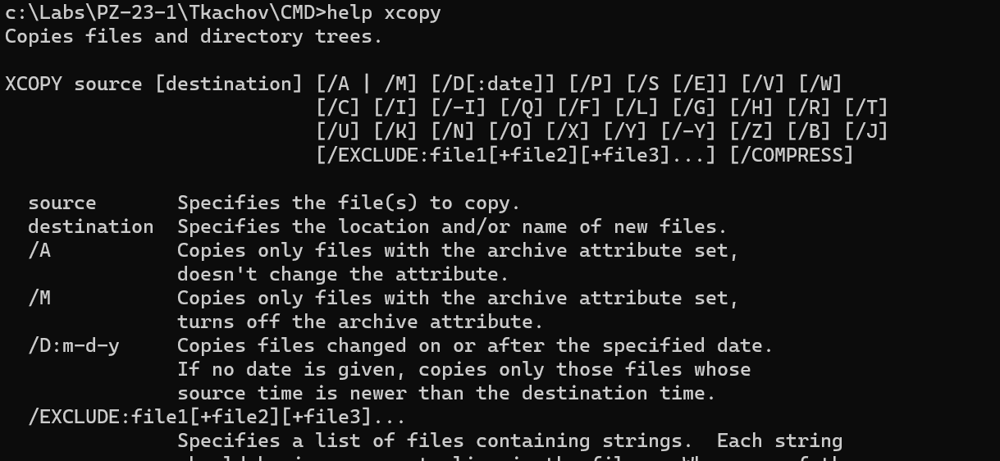 c:\Labs\PZ-23-1\Tkachov\CMD>help xcopy
Copies files and directory trees.

XCOPY source [destination] [/A | /M] [/D[:date]] [/P] [/S [/E]] [/V] [/W]
                           [/C] [/I] [/-I] [/Q] [/F] [/L] [/G] [/H] [/R] [/T]
                           [/U] [/K] [/N] [/O] [/X] [/Y] [/-Y] [/Z] [/B] [/J]
                           [/EXCLUDE:file1[+file2][+file3]...] [/COMPRESS]

  source       Specifies the file(s) to copy.
  destination  Specifies the location and/or name of new files.
  /A           Copies only files with the archive attribute set,
               doesn't change the attribute.
  /M           Copies only files with the archive attribute set,
               turns off the archive attribute.
  /D:m-d-y     Copies files changed on or after the specified date.
               If no date is given, copies only those files whose
               source time is newer than the destination time.
  /EXCLUDE:file1[+file2][+file3]...
               Specifies a list of files containing strings.  Each string